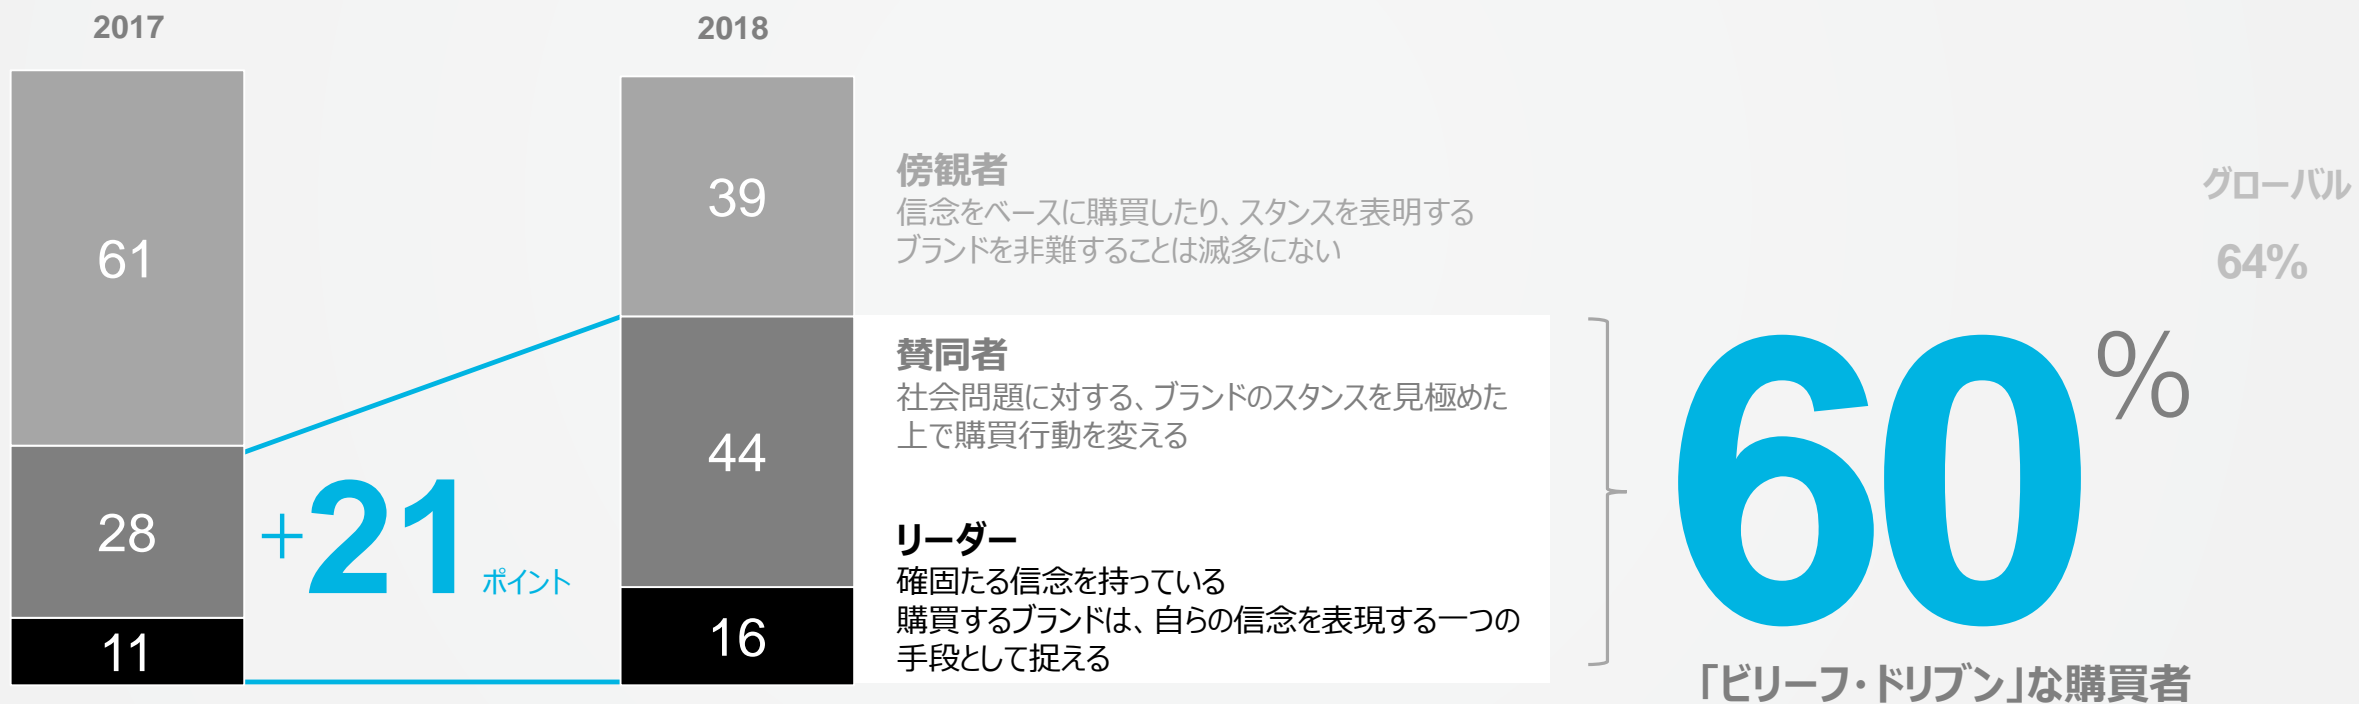 2017
61
28
11
+21 ポイント
2018
39
44
16
傍観者
信念をベースに購買したり、スタンスを表明する
ブランドを非難することは滅多にない
賛同者
社会問題に対する、ブランドのスタンスを見極めた
上で購買行動を変える
リーダー
確固たる信念を持っている
購買するブランドは、自らの信念を表現する一つの
手段として捉える
グローバル
64%
60%
「ビリーフ・ドリブン」な購買者